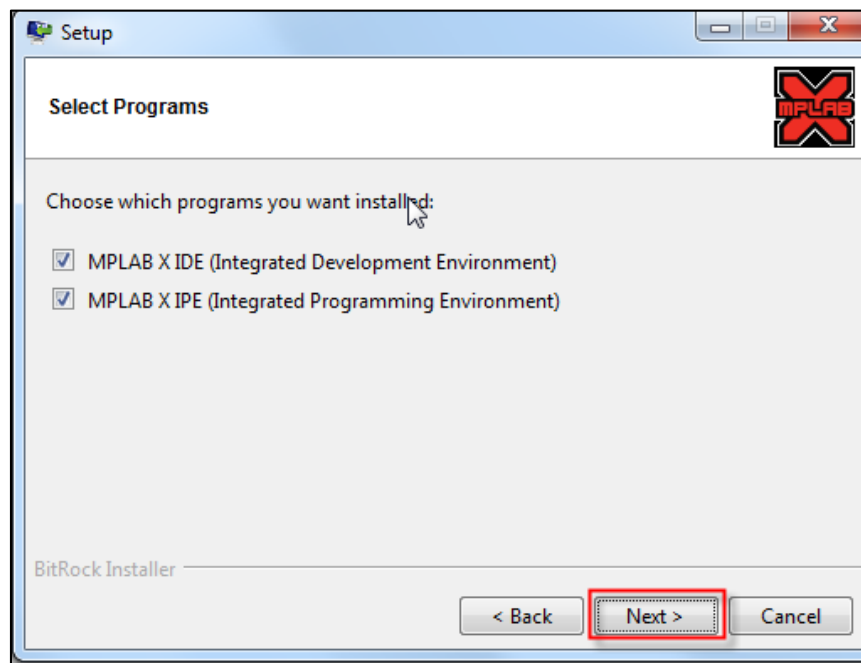 Setup
Select Programs
MPLAB
Choose which programs you want installed:
MPLAB X IDE (Integrated Development Environment)
MPLAB X IPE (Integrated Programming Environment)
BitRock Installer
< Back Next > Cancel